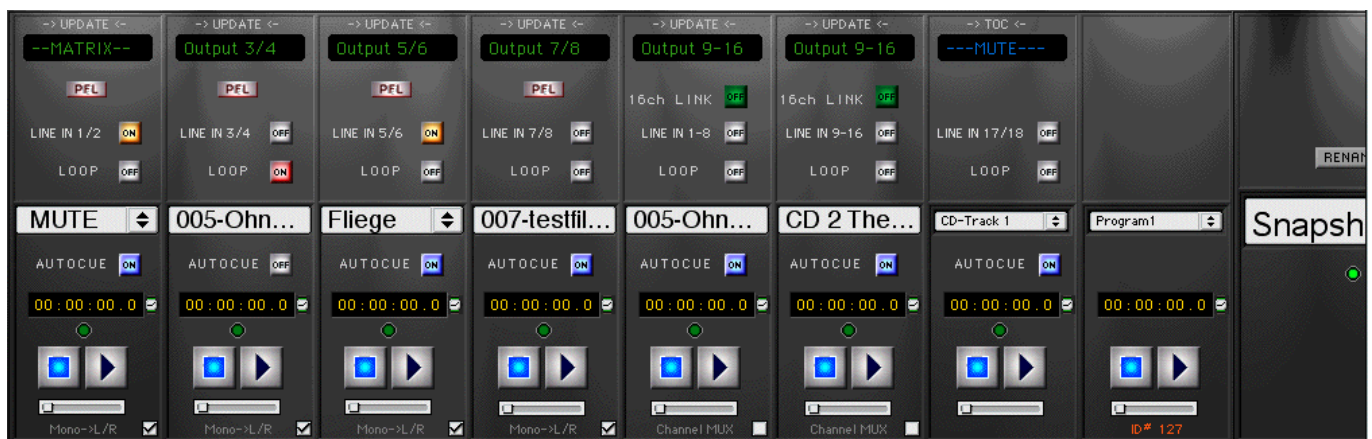 -> UPDATE <- -> UPDATE <- -> UPDATE <- -> UPDATE <- -> UPDATE <- -> UPDATE <- -> TOC <-
--MATRIX-- Output 3/4 Output 5/6 Output 7/8 Output 9-16 Output 9-16 ---MUTE---
PFL PFL PFL PFL
16ch LINK OFF 16ch LINK OFF
LINE IN 1/2 ON LINE IN 3/4 OFF LINE IN 5/6 ON LINE IN 7/8 OFF LINE IN 1-8 OFF LINE IN 9-16 OFF LINE IN 17/18 OFF
LOOP OFF LOOP ON LOOP OFF LOOP OFF LOOP OFF LOOP OFF LOOP OFF
RENAM
MUTE 005-Ohn... Fliege 007-testfil... 005-Ohn... CD 2 The... CD-Track 1 Program1 Snapsh
AUTOCUE ON AUTOCUE OFF AUTOCUE ON AUTOCUE ON AUTOCUE ON AUTOCUE ON AUTOCUE ON
00:00:00.0 00:00:00.0 00:00:00.0 00:00:00.0 00:00:00.0 00:00:00.0 00:00:00.0 00:00:00.0
Mono->L/R Mono->L/R Mono->L/R Mono->L/R Channel MUX Channel MUX ID# 127